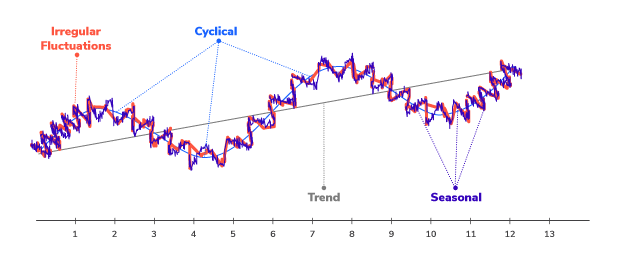 Irregular
Fluctuations
Cyclical
Trend
Seasonal
1 2 3 4 5 6 7 8 9 10 11 12 13